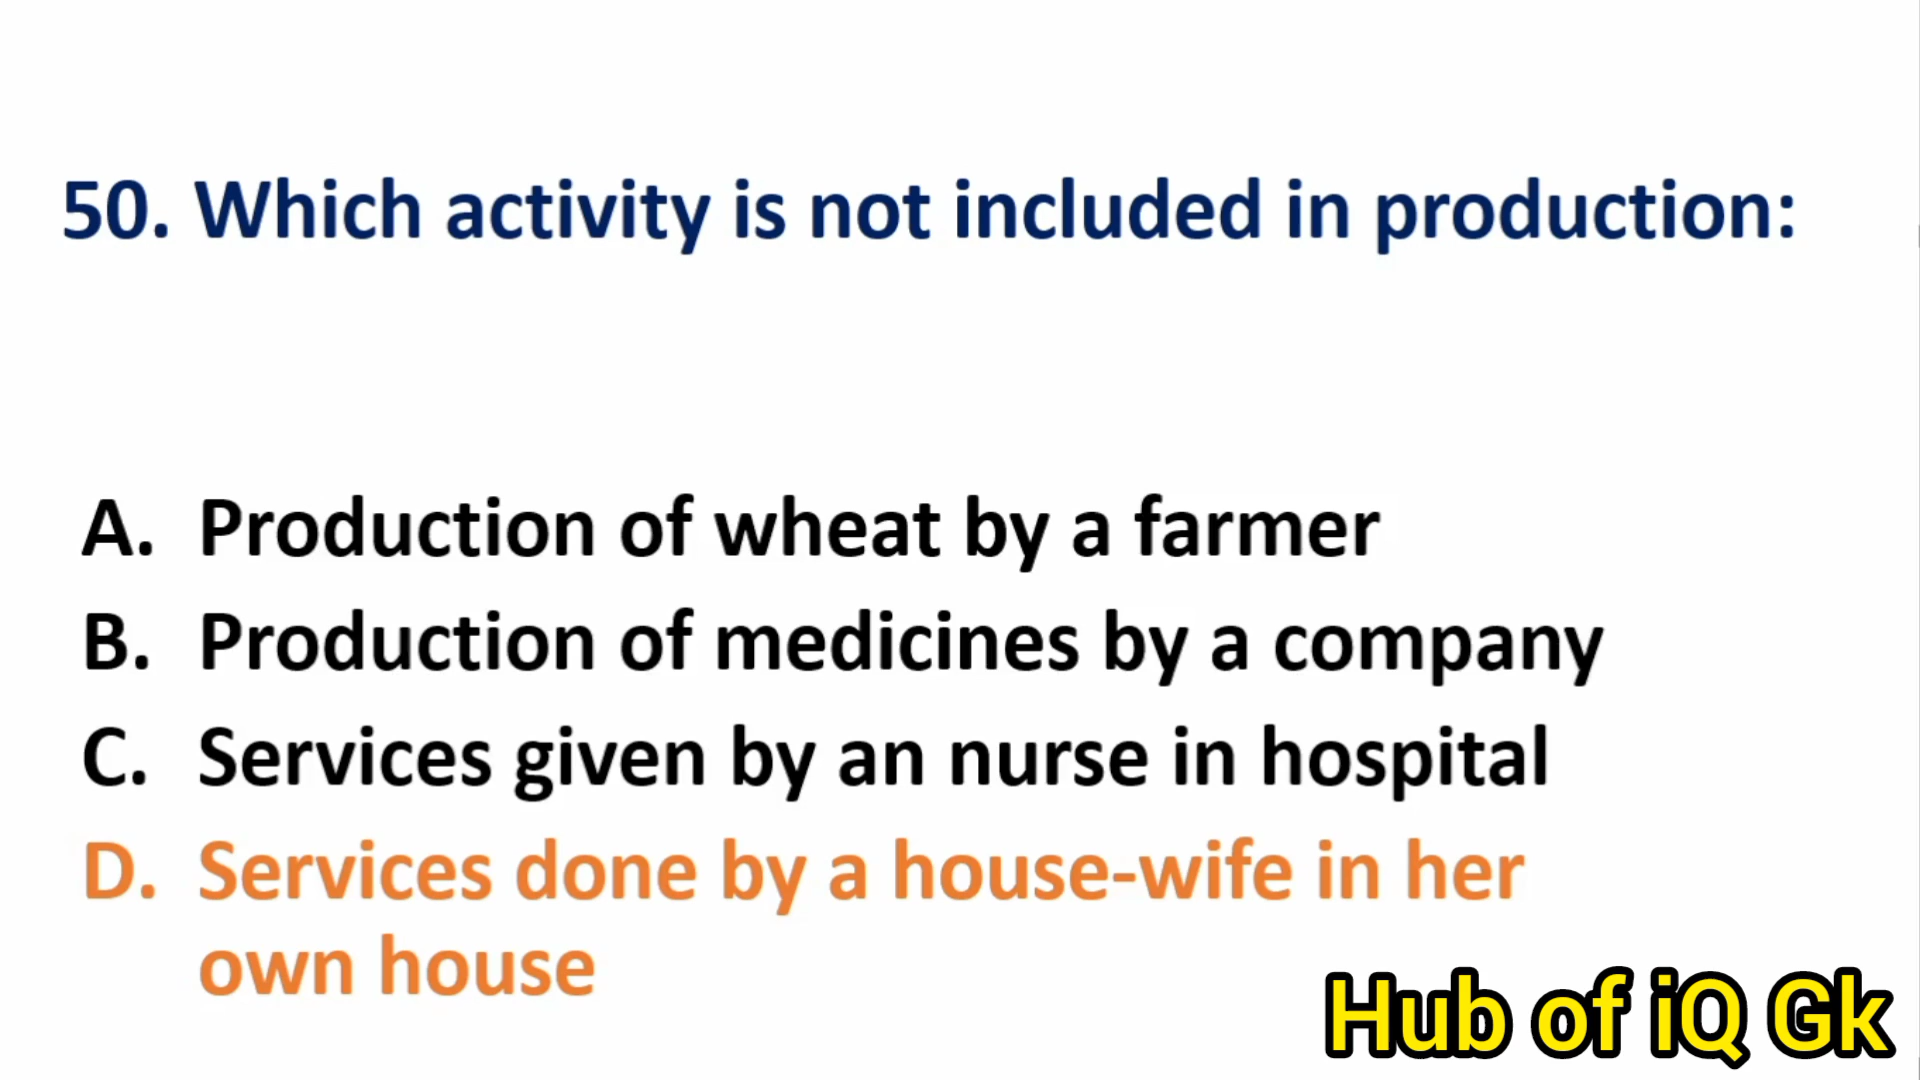 50. Which activity is not included in production:
A. Production of wheat by a farmer
B. Production of medicines by a company
C. Services given by an nurse in hospital
D. Services done by a house-wife in her
own house
Hub of iQ Gk